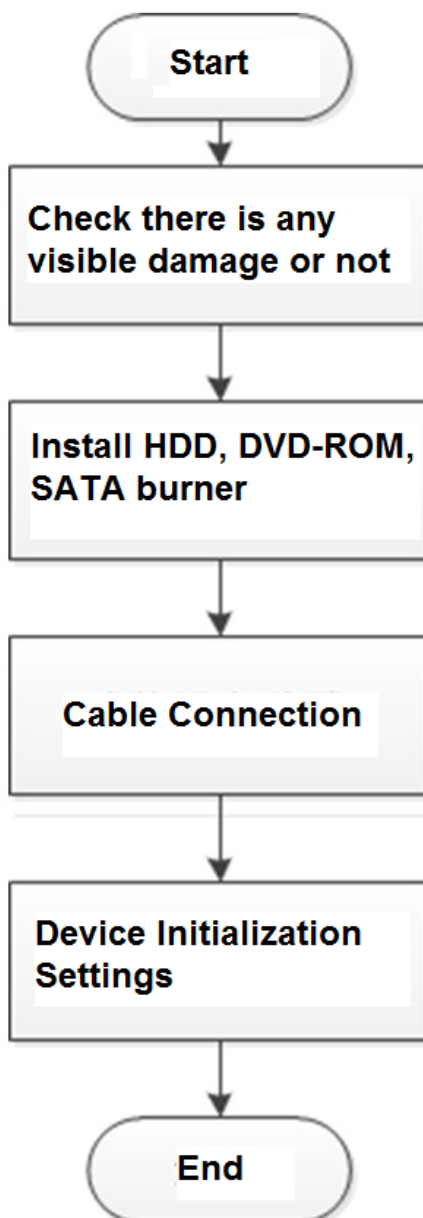 Start
Check there is any
visible damage or not
Install HDD, DVD-ROM,
SATA burner
Cable Connection
Device Initialization
Settings
End